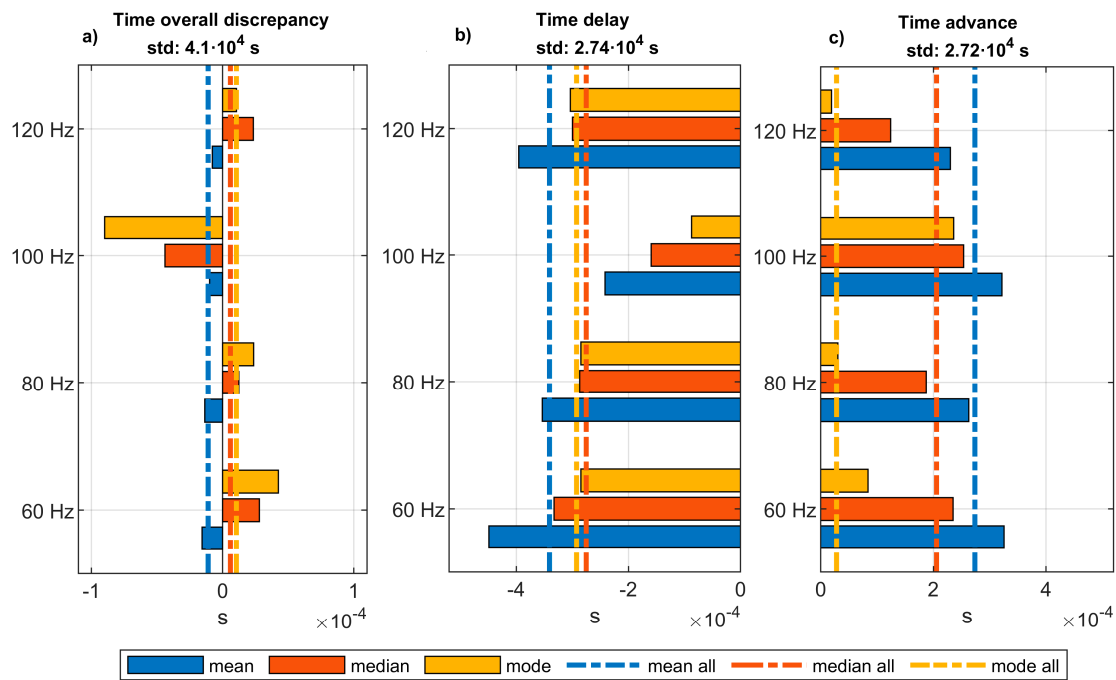 a) Time overall discrepancy
std: 4.1·10⁴ s
120 Hz
100 Hz
80 Hz
60 Hz
-1 0 1
s ×10⁻⁴
b) Time delay
std: 2.74·10⁴ s
120 Hz
100 Hz
80 Hz
60 Hz
-4 -2 0
s ×10⁻⁴
c) Time advance
std: 2.72·10⁴ s
120 Hz
100 Hz
80 Hz
60 Hz
0 2 4
s ×10⁻⁴
mean median mode mean all median all mode all